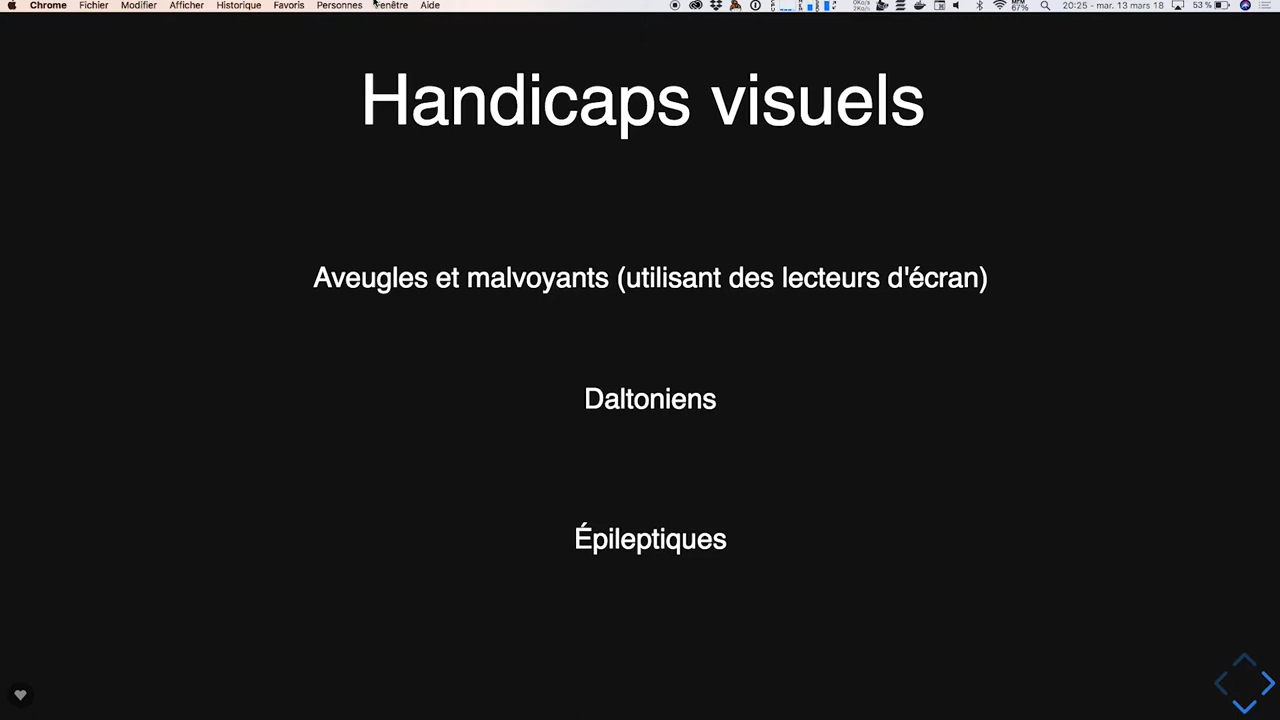 Chrome Fichier Modifier Afficher Historique Favoris Personnes Fenêtre Aide 20:25 - mar. 13 mars 18 53 %
Handicaps visuels
Aveugles et malvoyants (utilisant des lecteurs d'écran)
Daltoniens
Épileptiques